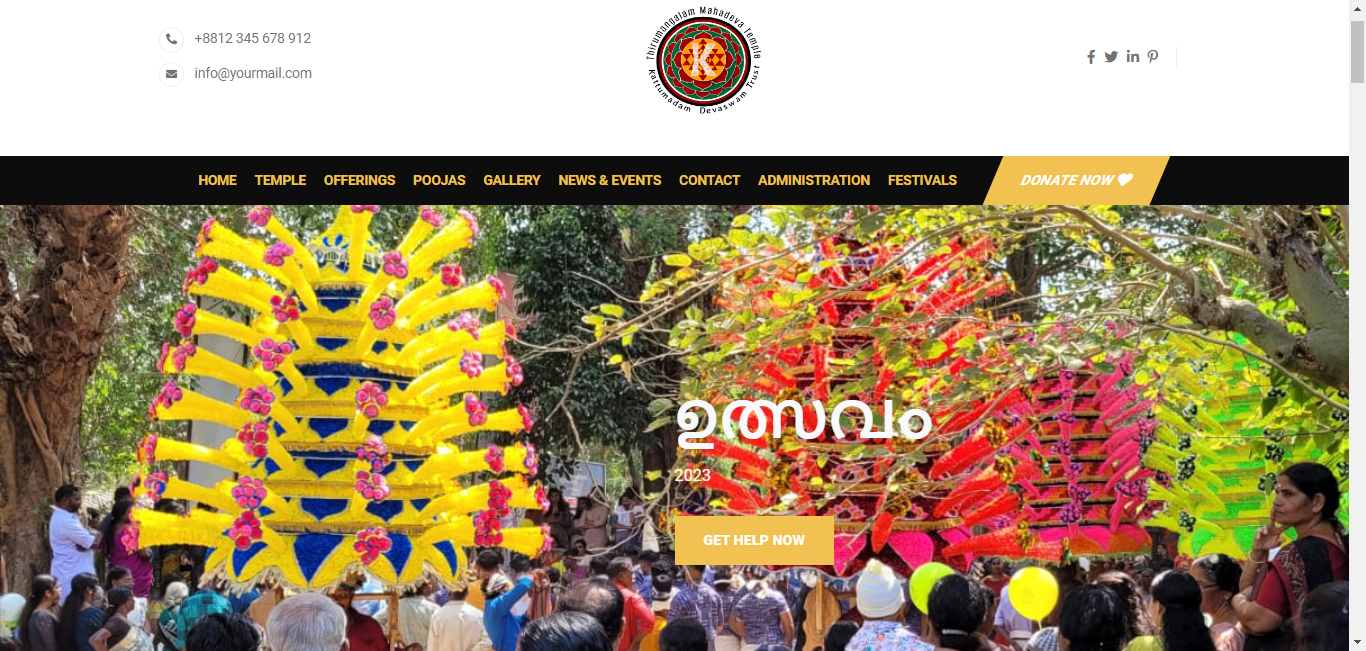 +8812 345 678 912
info@yourmail.com
Thirumangalam Mahadeva Temple
K
Kattumadam Devaswam Trust
HOME TEMPLE OFFERINGS POOJAS GALLERY NEWS & EVENTS CONTACT ADMINISTRATION FESTIVALS DONATE NOW
ഉത്സവം
2023
GET HELP NOW